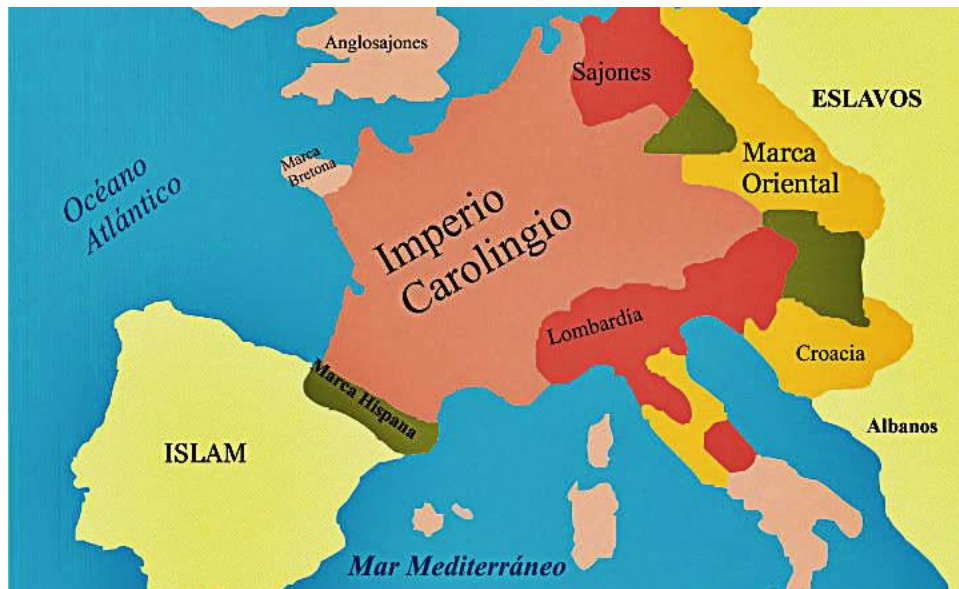 Anglosajones
Sajones
ESLAVOS
Marca
Bretona
Marca
Oriental
Océano
Atlántico
Imperio
Carolingio
Lombardía
Croacia
Marca Hispana
Albanos
ISLAM
Mar Mediterráneo